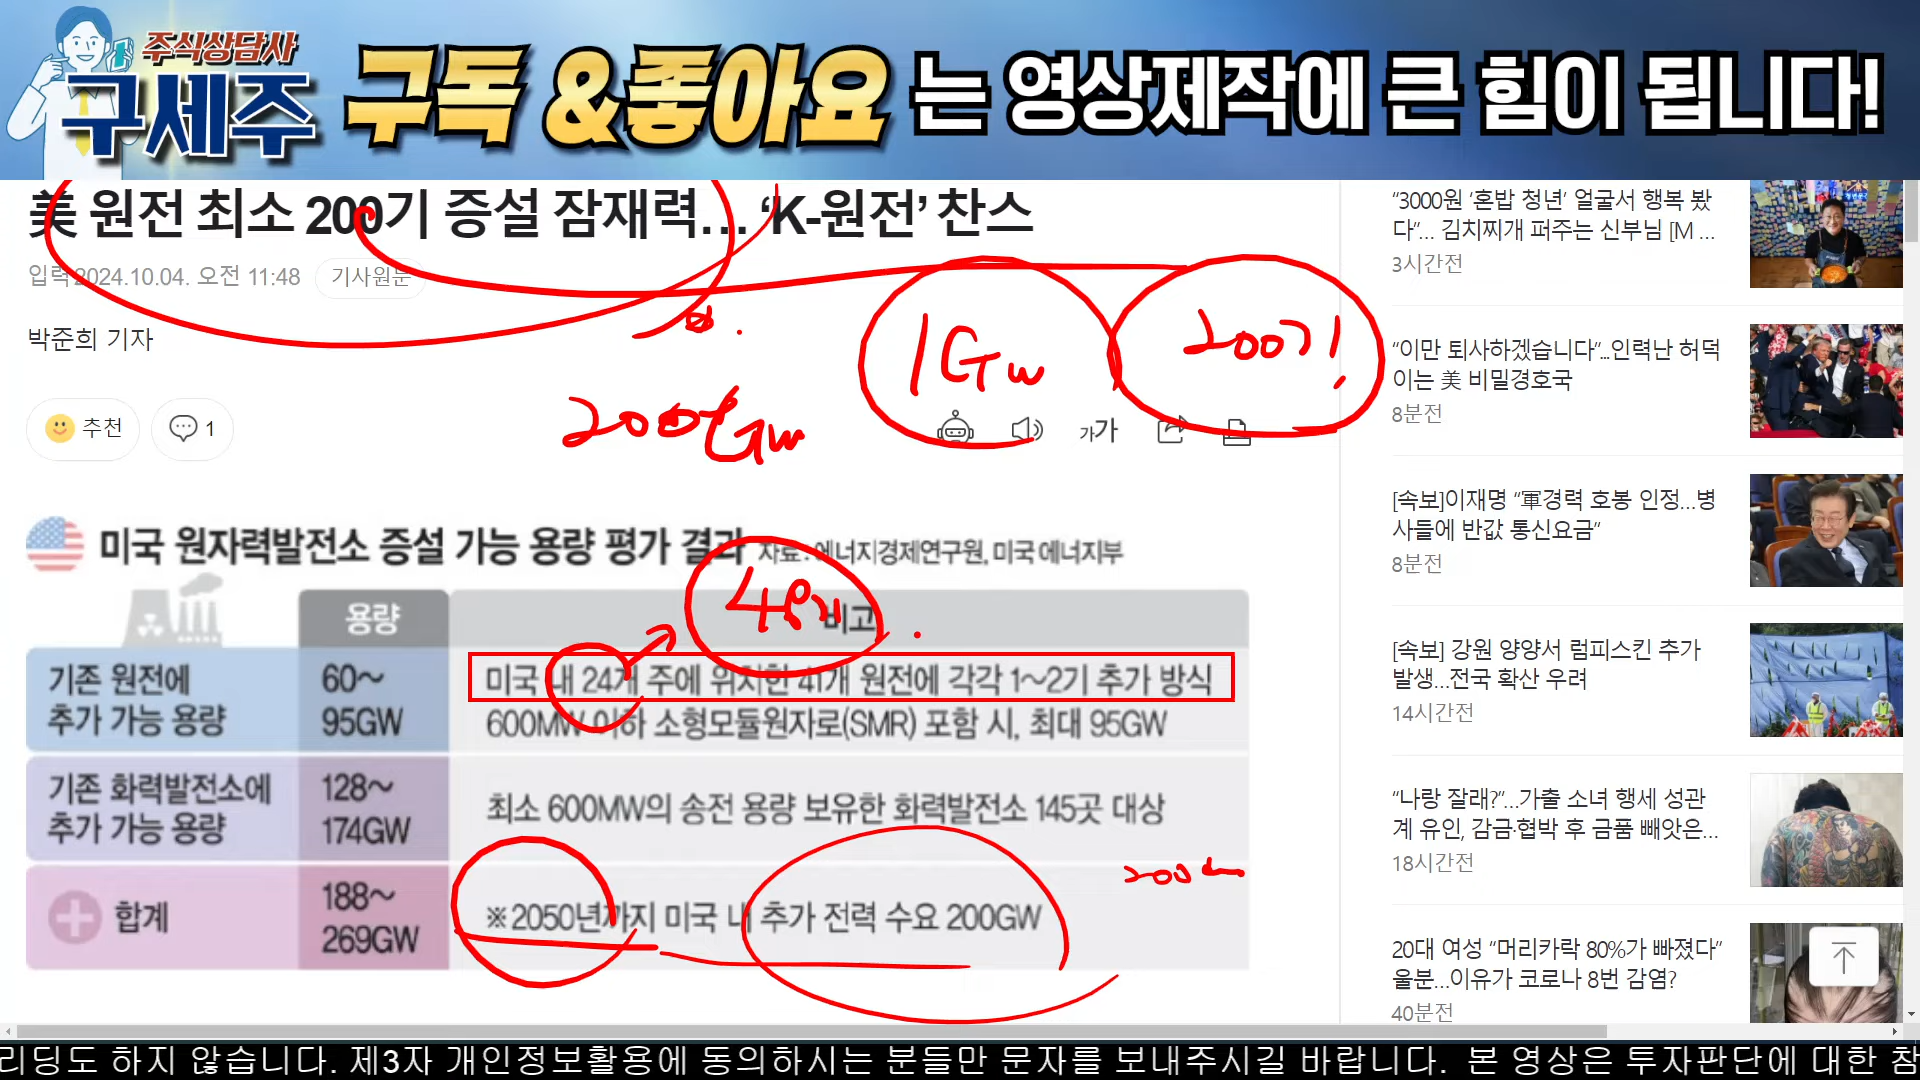 주식상담사
구세주
구독 &좋아요 는 영상제작에 큰 힘이 됩니다!
美 원전 최소 200기 증설 잠재력… ‘K-원전’ 찬스
입력 2024.10.04. 오전 11:48
기사원문
박준희 기자
1GW
200기!
추천
1
200GW
가가
미국 원자력발전소 증설 가능 용량 평가 결과
자료 : 에너지경제연구원, 미국 에너지부
용량
비고
기존 원전에
추가 가능 용량
60〜
95GW
미국 내 24개 주에 위치한 41개 원전에 각각 1〜2기 추가 방식
600MW 이하 소형모듈원자로(SMR) 포함 시, 최대 95GW
기존 화력발전소에
추가 가능 용량
128〜
174GW
최소 600MW의 송전 용량 보유한 화력발전소 145곳 대상
합계
188〜
269GW
※2050년까지 미국 내 추가 전력 수요 200GW
“3000원 ‘혼밥 청년’ 얼굴서 행복 봤
다”… 김치찌개 퍼주는 신부님 [M …
3시간전
“이만 퇴사하겠습니다”...인력난 허덕
이는 美 비밀경호국
8분전
[속보]이재명 “軍경력 호봉 인정…병
사들에 반값 통신요금“
8분전
[속보] 강원 양양서 럼피스킨 추가
발생…전국 확산 우려
14시간전
“나랑 잘래?”…가출 소녀 행세 성관
계 유인, 감금·협박 후 금품 빼앗은…
18시간전
20대 여성 “머리카락 80%가 빠졌다”
울분…이유가 코로나 8번 감염?
40분전
리딩도 하지 않습니다. 제3자 개인정보활용에 동의하시는 분들만 문자를 보내주시길 바랍니다. 본 영상은 투자판단에 대한 참